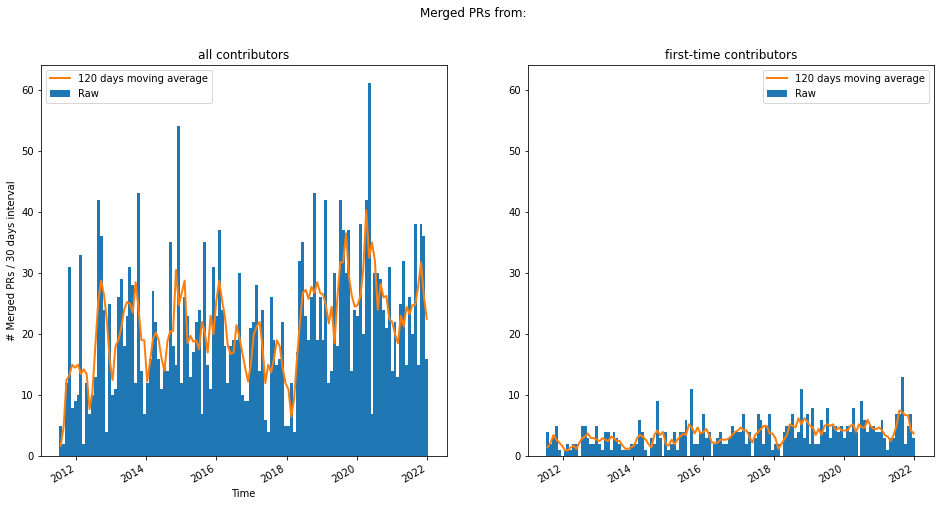 Merged PRs from:
all contributors
120 days moving average
Raw
60
50
40
30
20
10
0
# Merged PRs / 30 days interval
2012
2014
2016
2018
2020
2022
Time
first-time contributors
120 days moving average
Raw
60
50
40
30
20
10
0
2012
2014
2016
2018
2020
2022